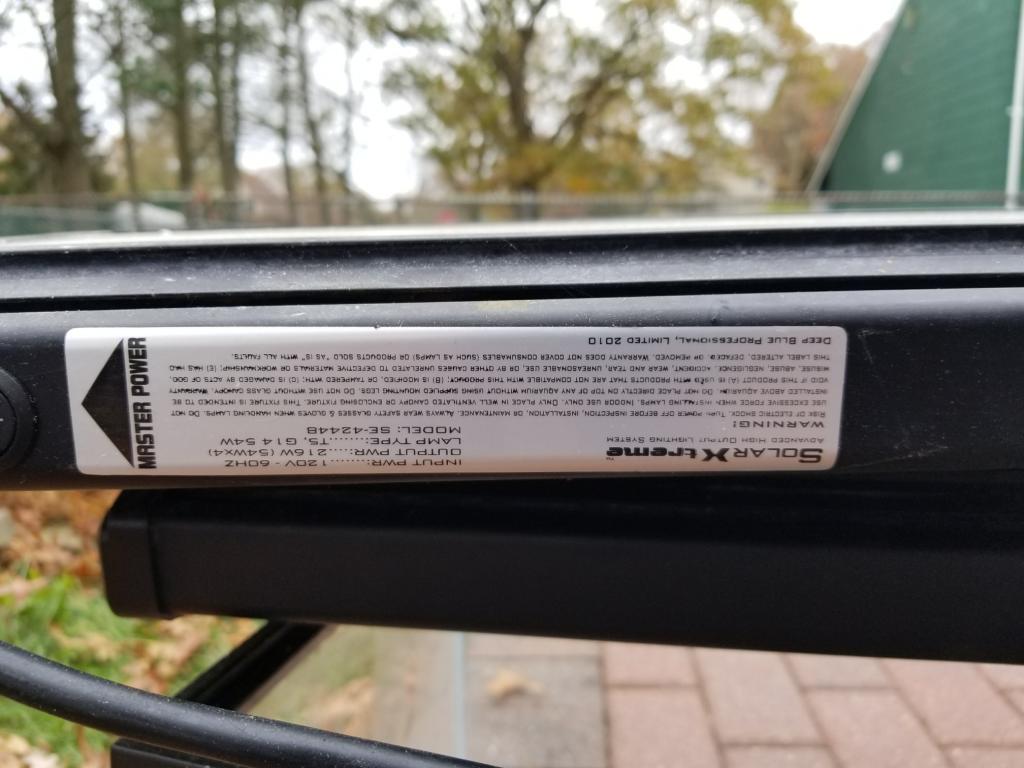 SolarXtreme™
Advanced High Output Lighting System
INPUT PWR:......120V - 60HZ
OUTPUT PWR:...216W (54Wx4)
LAMP TYPE:.......T5, G14 54W
MODEL: SE-42448
MASTER POWER
WARNING!
Risk of electric shock. Turn power off before inspection, installation, or maintenance. Always wear safety glasses & gloves when handling lamps. Do not
use excessive force when installing lamps. Indoor use only. Only place in well ventilated canopy or enclosing fixture. This fixture is intended to be
installed above aquarium. Do not place directly on top of any aquarium without using supplied mounting legs. Do not use without glass canopy. Warranty
void if this product is (A) used with products that are not compatible with this product; (B) is modified, or tampered with; (C) is damaged by acts of God,
misuse, abuse, negligence, accident, wear and tear, unreasonable use, or by other causes unrelated to defective materials or workmanship; (E) has had
this label altered, defaced, or removed. Warranty does not cover consumables (such as lamps) or products sold "as is" with all faults.
Deep Blue Professional, Limited 2010